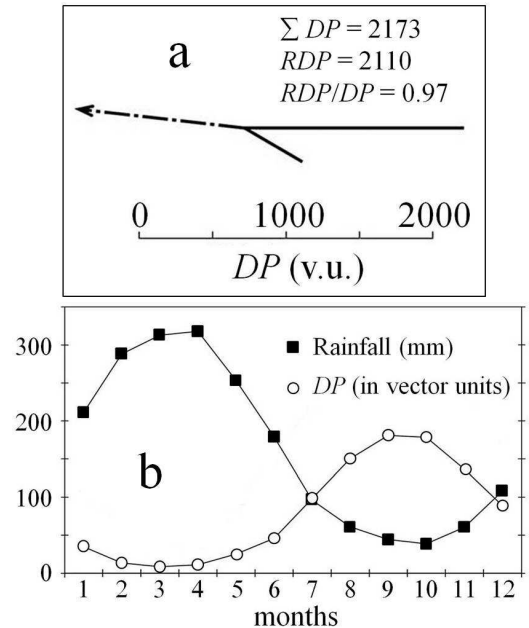 a
∑ DP = 2173
RDP = 2110
RDP/DP = 0.97
0 1000 2000
DP (v.u.)
300
200
100
0
Rainfall (mm)
DP (in vector units)
b
1 2 3 4 5 6 7 8 9 10 11 12
months